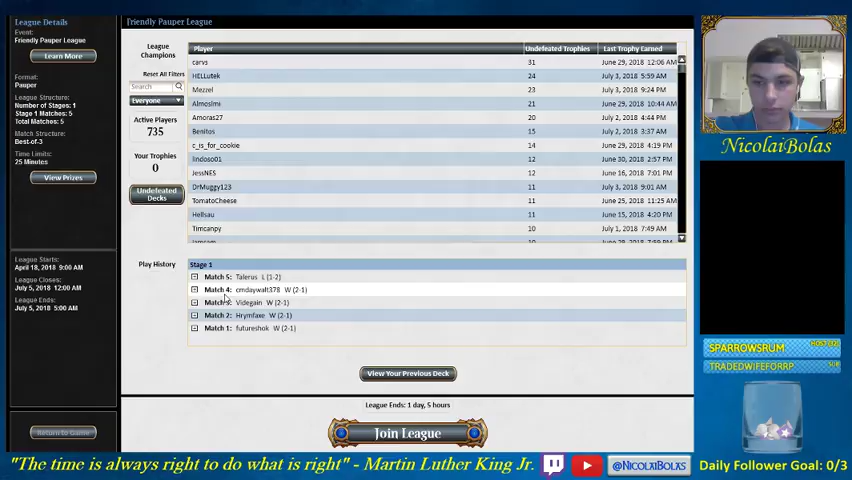 League Details
Event:
Friendly Pauper League
Learn More
Format:
Pauper
League Structure:
Number of Stages: 1
Stage 1 Matches: 5
Total Matches: 5
Match Structure:
Best-of-3
Time Limits:
25 Minutes
View Prizes
League Starts:
April 18, 2018 9:00 AM
League Closes:
July 5, 2018 12:00 AM
League Ends:
July 5, 2018 5:00 AM
Return to Game
Friendly Pauper League
League
Champions
Reset All Filters
Search
Everyone
Active Players
735
Your Trophies
0
Undefeated
Decks
Player Undefeated Trophies Last Trophy Earned
carvs 31 June 29, 2018 12:06 AM
HELLutek 24 July 3, 2018 5:59 AM
Mezzel 23 July 3, 2018 9:24 PM
Almosimi 21 June 29, 2018 10:44 AM
Amoras27 20 July 2, 2018 4:44 PM
Benitos 15 July 2, 2018 3:37 AM
c_is_for_cookie 14 June 29, 2018 4:19 PM
lindoso01 12 June 30, 2018 2:57 PM
JessNES 12 June 16, 2018 7:01 PM
DrMuggy123 11 July 3, 2018 9:01 AM
TomatoCheese 11 June 25, 2018 11:25 AM
Hellsau 11 June 15, 2018 4:20 PM
Timcanpy 10 July 1, 2018 7:49 AM
Play History
Stage 1
Match 5: Talerus L (1-2)
Match 4: cmdaywalt378 W (2-1)
Match 3: Videgain W (2-1)
Match 2: Hrymfaxe W (2-1)
Match 1: futureshok W (2-1)
View Your Previous Deck
League Ends: 1 day, 5 hours
Join League
NicolaiBolas
SPARROWSRUM
TRADEDWIFEFORRP SUB
"The time is always right to do what is right" - Martin Luther King Jr.
@NicolaiBolas
Daily Follower Goal: 0/3